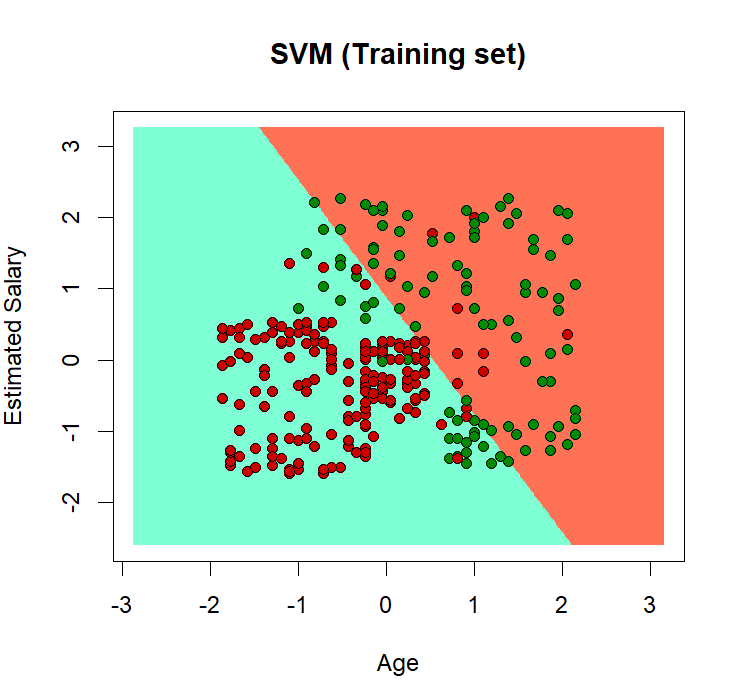 SVM (Training set)
3
2
1
0
-1
-2
Estimated Salary
-3 -2 -1 0 1 2 3
Age